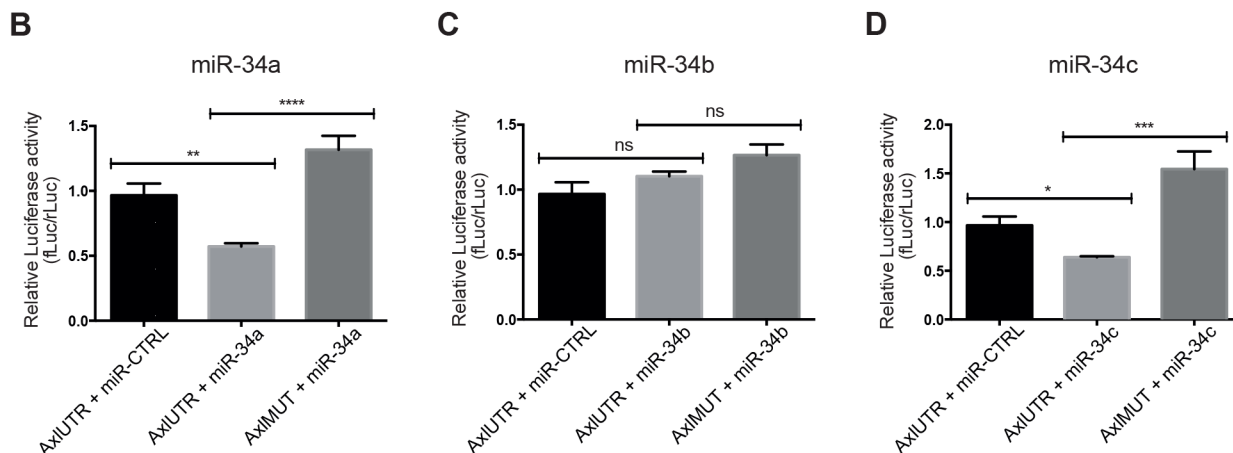 B
miR-34a
Relative Luciferase activity
(fLuc/rLuc)
1.5
1.0
0.5
0.0
**
****
AxlUTR + miR-CTRL
AxlUTR + miR-34a
AxlMUT + miR-34a
C
miR-34b
Relative Luciferase activity
(fLuc/rLuc)
1.5
1.0
0.5
0.0
ns
ns
AxlUTR + miR-CTRL
AxlUTR + miR-34b
AxlMUT + miR-34b
D
miR-34c
Relative Luciferase activity
(fLuc/rLuc)
2.0
1.5
1.0
0.5
0.0
*
***
AxlUTR + miR-CTRL
AxlUTR + miR-34c
AxlMUT + miR-34c